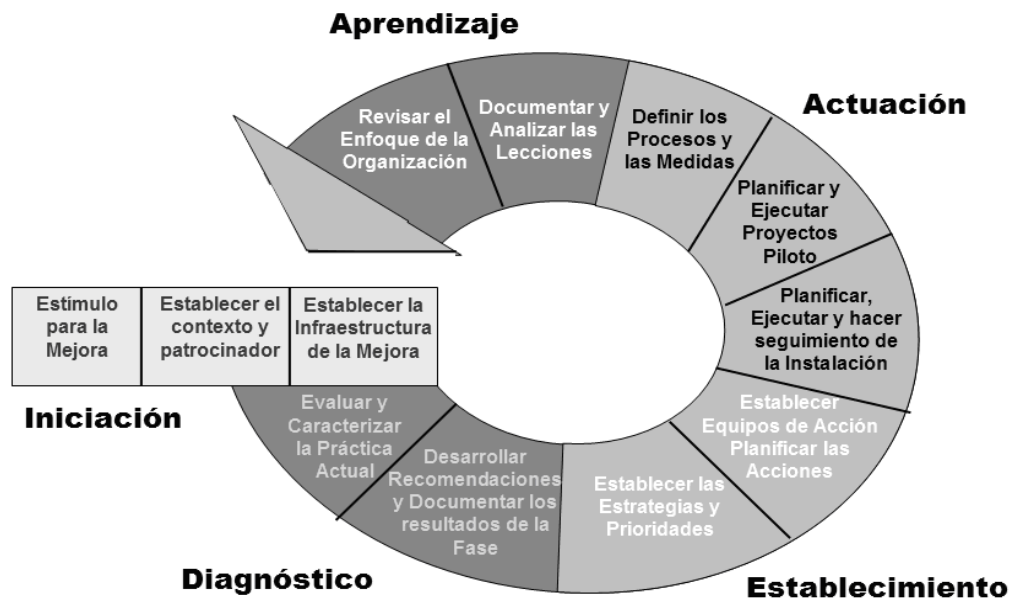 Aprendizaje
Actuación
Revisar el
Enfoque de la
Organización
Documentar y
Analizar las
Lecciones
Definir los
Procesos y
las Medidas
Planificar y
Ejecutar
Proyectos
Piloto
Planificar,
Ejecutar y hacer
seguimiento de
la Instalación
Estímulo
para la
Mejora
Establecer el
contexto y
patrocinador
Establecer la
Infraestructura
de la Mejora
Iniciación
Evaluar y
Caracterizar
la Práctica
Actual
Desarrollar
Recomendaciones
y Documentar los
resultados de la
Fase
Establecer las
Estrategias y
Prioridades
Establecer
Equipos de Acción
Planificar las
Acciones
Diagnóstico
Establecimiento